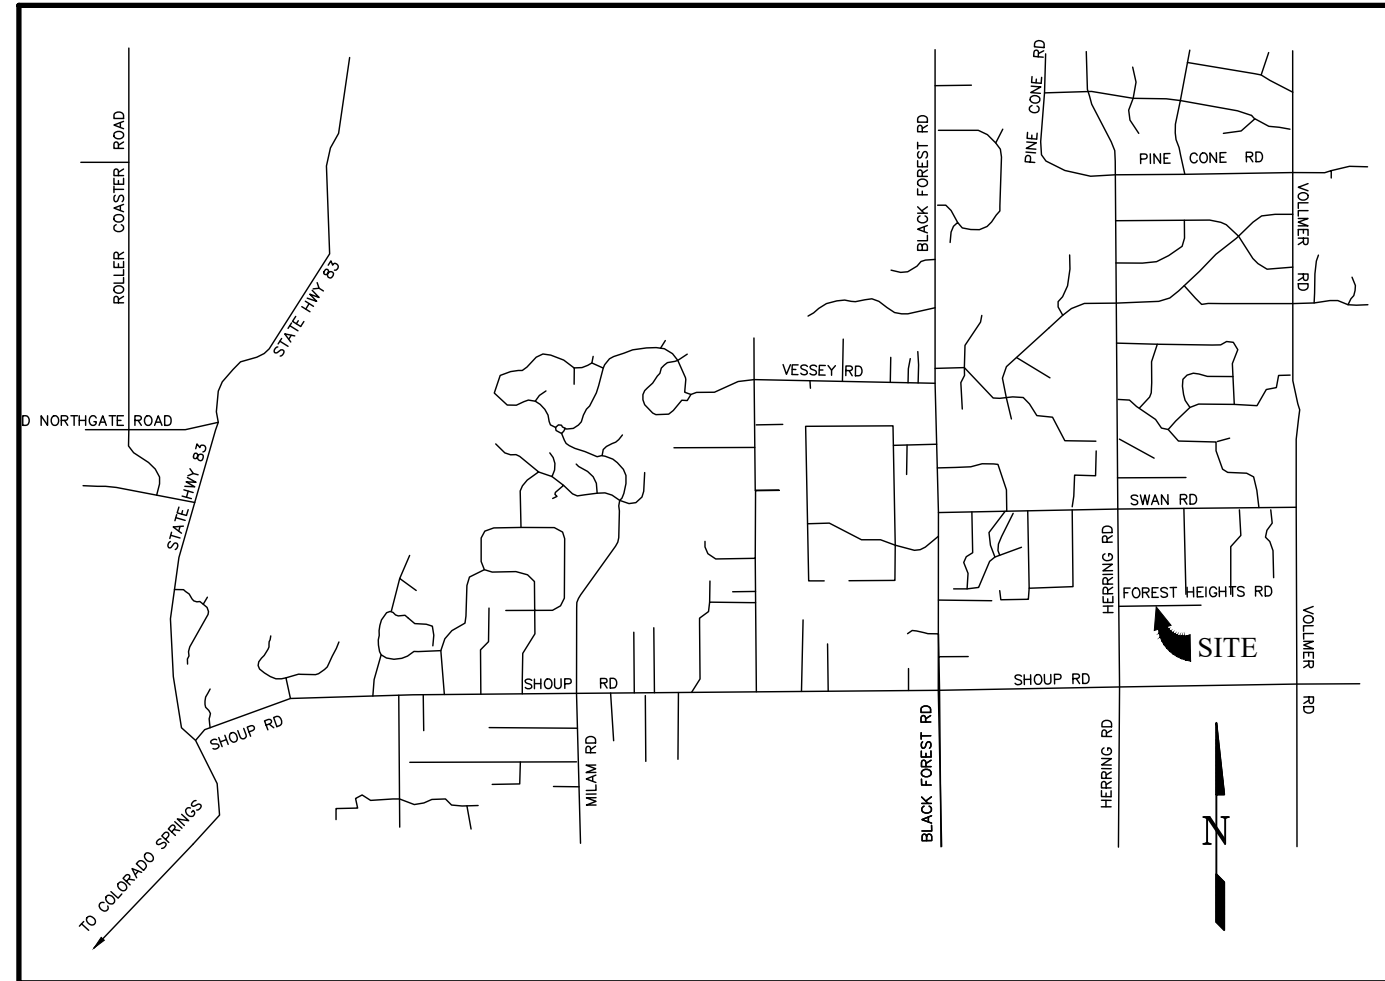 ROLLER COASTER ROAD
STATE HWY 83
BLACK FOREST RD
PINE CONE RD
PINE CONE RD
VOLLMER RD
VESSEY RD
D NORTHGATE ROAD
STATE HWY 83
SWAN RD
HERRING RD
FOREST HEIGHTS RD
SITE
VOLLMER RD
SHOUP RD
SHOUP RD
SHOUP RD
MILAM RD
BLACK FOREST RD
HERRING RD
N
TO COLORADO SPRINGS